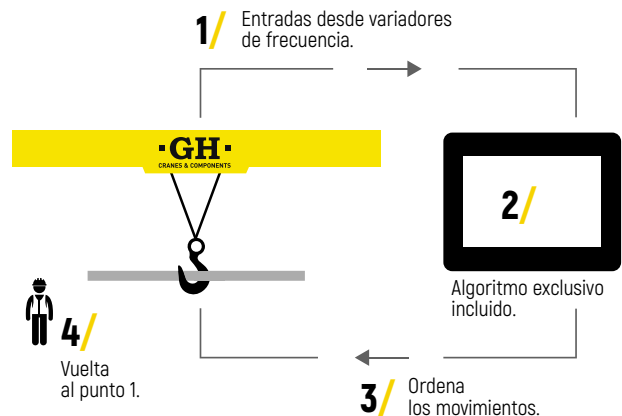 1/ Entradas desde variadores
de frecuencia.
·GH·
CRANES & COMPONENTS
2/
Algoritmo exclusivo
incluido.
3/ Ordena
los movimientos.
4/
Vuelta
al punto 1.